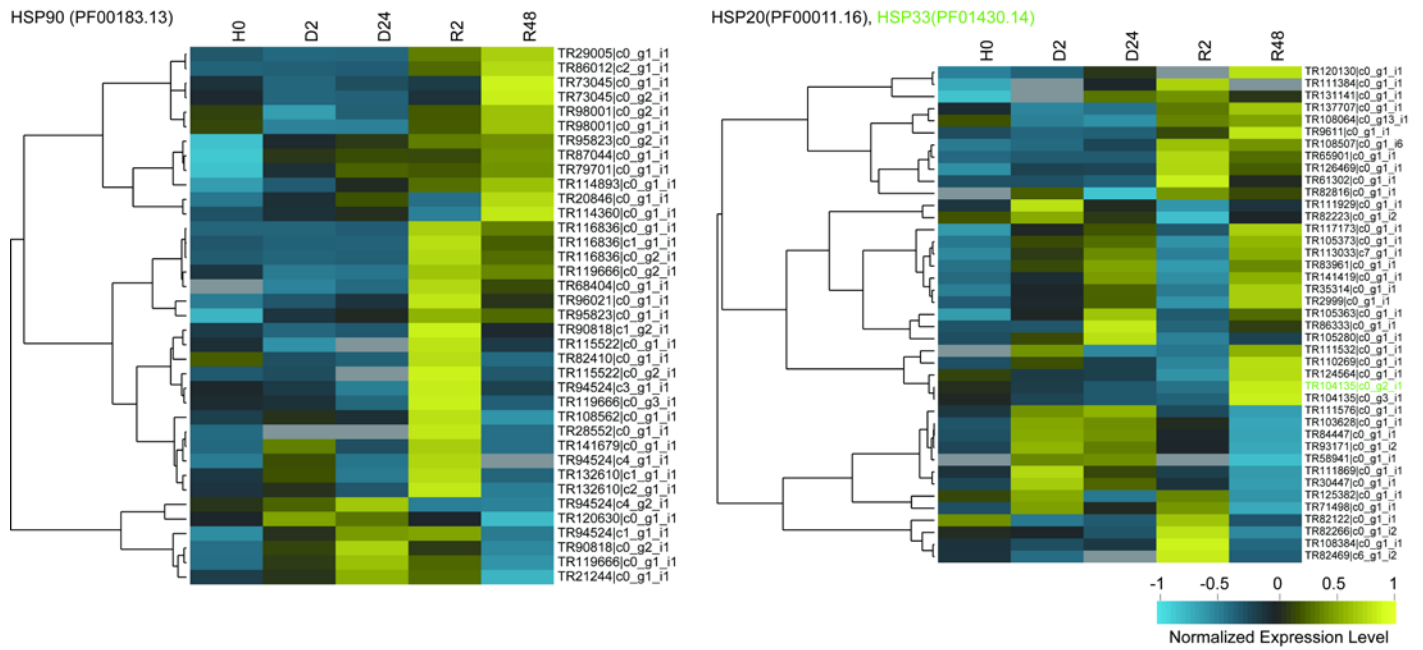 HSP90 (PF00183.13)
H0 D2 D24 R2 R48
TR29005|c0_g1_i1
TR86012|c2_g1_i1
TR73045|c0_g1_i1
TR73045|c0_g2_i1
TR98001|c0_g2_i1
TR98001|c0_g1_i1
TR95823|c0_g2_i1
TR87044|c0_g1_i1
TR79701|c0_g1_i1
TR114893|c0_g1_i1
TR20846|c0_g1_i1
TR114360|c0_g1_i1
TR116836|c0_g1_i1
TR116836|c1_g1_i1
TR116836|c0_g2_i1
TR119666|c0_g2_i1
TR68404|c0_g1_i1
TR96021|c0_g1_i1
TR95823|c0_g1_i1
TR90818|c1_g2_i1
TR115522|c0_g1_i1
TR82410|c0_g1_i1
TR115522|c0_g2_i1
TR94524|c3_g1_i1
TR119666|c0_g3_i1
TR108562|c0_g1_i1
TR28552|c0_g1_i1
TR141679|c0_g1_i1
TR94524|c4_g1_i1
TR132610|c1_g1_i1
TR132610|c2_g1_i1
TR94524|c4_g2_i1
TR120630|c0_g1_i1
TR94524|c1_g1_i1
TR90818|c0_g2_i1
TR119666|c0_g1_i1
TR21244|c0_g1_i1
HSP20(PF00011.16), HSP33(PF01430.14)
H0 D2 D24 R2 R48
TR120130|c0_g1_i1
TR111384|c0_g1_i1
TR131141|c0_g1_i1
TR137707|c0_g1_i1
TR108064|c0_g13_i1
TR9611|c0_g1_i1
TR108507|c0_g1_i6
TR65901|c0_g1_i1
TR126469|c0_g1_i1
TR61302|c0_g1_i1
TR82816|c0_g1_i1
TR111929|c0_g1_i1
TR82223|c0_g1_i2
TR117173|c0_g1_i1
TR105373|c0_g1_i1
TR113033|c7_g1_i1
TR83961|c0_g1_i1
TR141419|c0_g1_i1
TR35314|c0_g1_i1
TR2999|c0_g1_i1
TR105363|c0_g1_i1
TR86333|c0_g1_i1
TR105280|c0_g1_i1
TR111532|c0_g1_i1
TR110269|c0_g1_i1
TR124564|c0_g1_i1
TR104135|c0_g2_i1
TR104135|c0_g3_i1
TR111576|c0_g1_i1
TR103628|c0_g1_i1
TR84447|c0_g1_i1
TR93171|c0_g1_i2
TR58941|c0_g1_i1
TR111869|c0_g1_i1
TR30447|c0_g1_i1
TR125382|c0_g1_i1
TR71498|c0_g1_i1
TR82122|c0_g1_i1
TR82266|c0_g1_i2
TR108384|c0_g1_i1
TR82469|c6_g1_i2
-1 -0.5 0 0.5 1
Normalized Expression Level